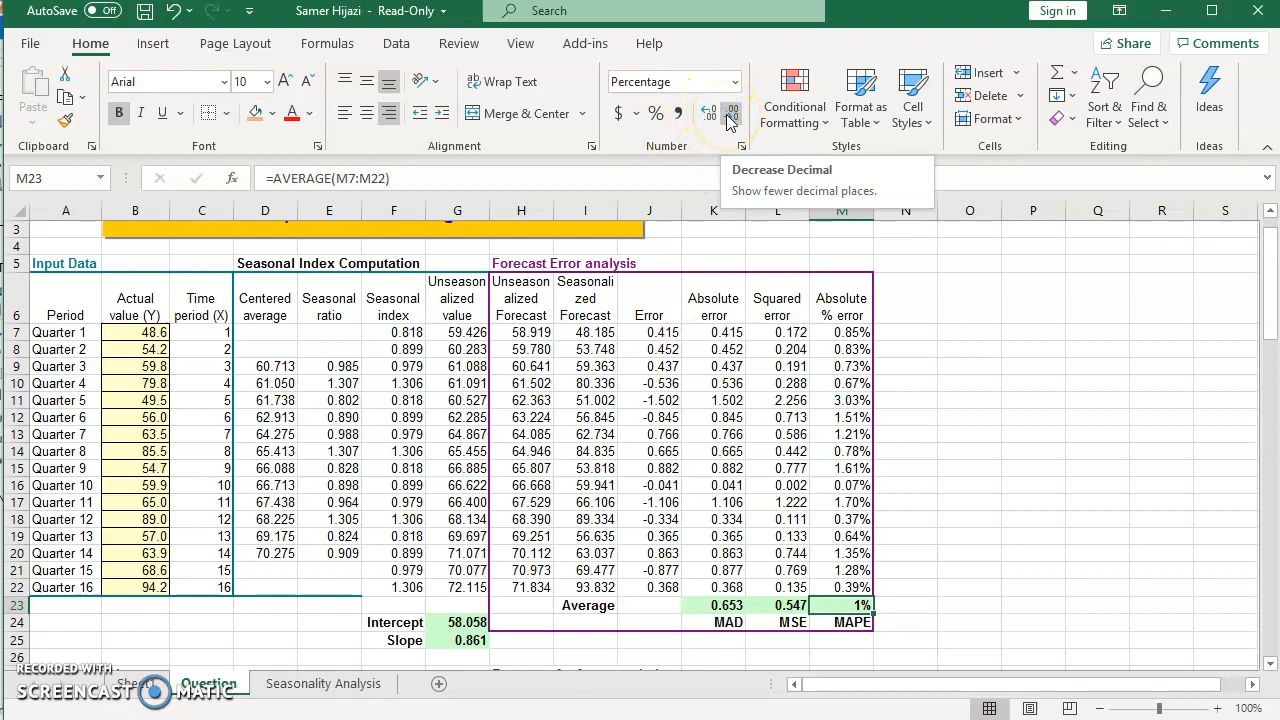 AutoSave Off Samer Hijazi - Read-Only Search Sign in
File Home Insert Page Layout Formulas Data Review View Add-ins Help Share Comments
Paste Arial 10 A A Wrap Text Percentage Conditional Formatting Format as Table Cell Styles Insert Delete Format Sort & Filter Find & Select Ideas
B I U A Merge & Center $ % , .00
Clipboard Font Alignment Number Styles Cells Editing Ideas
M23 fx =AVERAGE(M7:M22)
Decrease Decimal
Show fewer decimal places.
A B C D E F G H I J K L M N O P Q R S
3
4
5 Input Data Seasonal Index Computation Forecast Error analysis
6 Period Actual value (Y) Time period (X) Centered average Seasonal ratio Seasonal index Unseasonalized value Unseasonalized Forecast Seasonalized Forecast Error Absolute error Squared error Absolute % error
7 Quarter 1 48.6 1 0.818 59.426 58.919 48.185 0.415 0.415 0.172 0.85%
8 Quarter 2 54.2 2 0.899 60.283 59.780 53.748 0.452 0.452 0.204 0.83%
9 Quarter 3 59.8 3 60.713 0.985 0.979 61.088 60.641 59.363 0.437 0.437 0.191 0.73%
10 Quarter 4 79.8 4 61.050 1.307 1.306 61.091 61.502 80.336 -0.536 0.536 0.288 0.67%
11 Quarter 5 49.5 5 61.738 0.802 0.818 60.527 62.363 51.002 -1.502 1.502 2.256 3.03%
12 Quarter 6 56.0 6 62.913 0.890 0.899 62.285 63.224 56.845 -0.845 0.845 0.713 1.51%
13 Quarter 7 63.5 7 64.275 0.988 0.979 64.867 64.085 62.734 0.766 0.766 0.586 1.21%
14 Quarter 8 85.5 8 65.413 1.307 1.306 65.455 64.946 84.835 0.665 0.665 0.442 0.78%
15 Quarter 9 54.7 9 66.088 0.828 0.818 66.885 65.807 53.818 0.882 0.882 0.777 1.61%
16 Quarter 10 59.9 10 66.713 0.898 0.899 66.622 66.668 59.941 -0.041 0.041 0.002 0.07%
17 Quarter 11 65.0 11 67.438 0.964 0.979 66.400 67.529 66.106 -1.106 1.106 1.222 1.70%
18 Quarter 12 89.0 12 68.225 1.305 1.306 68.134 68.390 89.334 -0.334 0.334 0.111 0.37%
19 Quarter 13 57.0 13 69.175 0.824 0.818 69.697 69.251 56.635 0.365 0.365 0.133 0.64%
20 Quarter 14 63.9 14 70.275 0.909 0.899 71.071 70.112 63.037 0.863 0.863 0.744 1.35%
21 Quarter 15 68.6 15 0.979 70.077 70.973 69.477 -0.877 0.877 0.769 1.28%
22 Quarter 16 94.2 16 1.306 72.115 71.834 93.832 0.368 0.368 0.135 0.39%
23 Average 0.653 0.547 1%
24 Intercept 58.058 MAD MSE MAPE
25 Slope 0.861
26
RECORDED WITH
SCREENCAST MATIC
Question Seasonality Analysis
100%